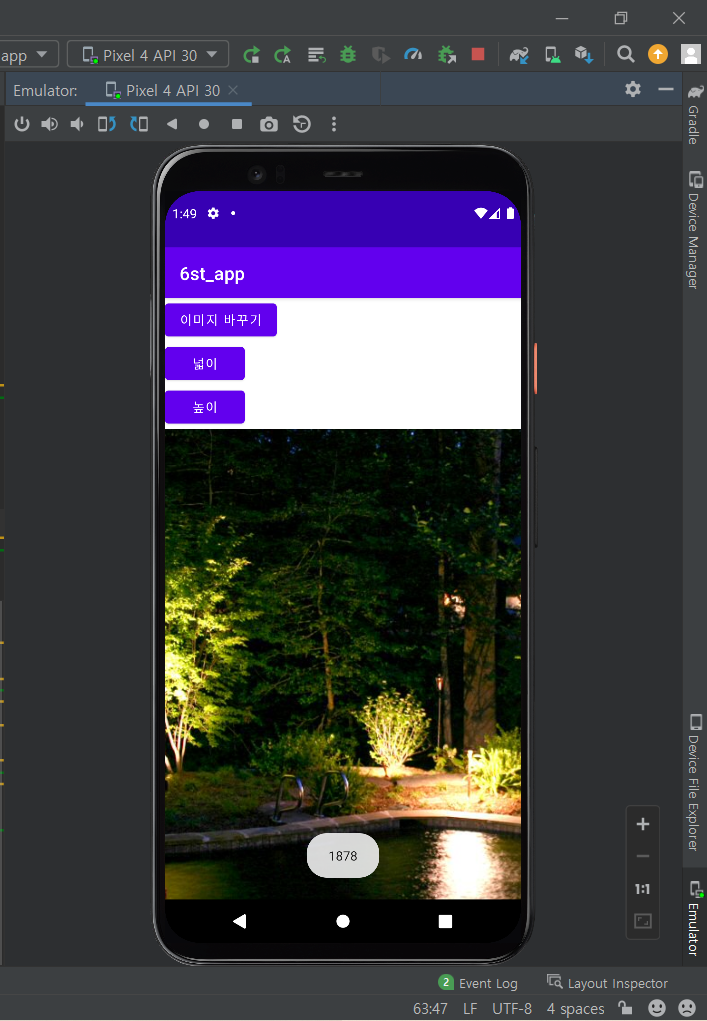 app
Pixel 4 API 30
Emulator:
Pixel 4 API 30
Gradle
Device Manager
1:49
6st_app
이미지 바꾸기
넓이
높이
1878
1:1
Device File Explorer
Emulator
2 Event Log
Layout Inspector
63:47 LF UTF-8 4 spaces